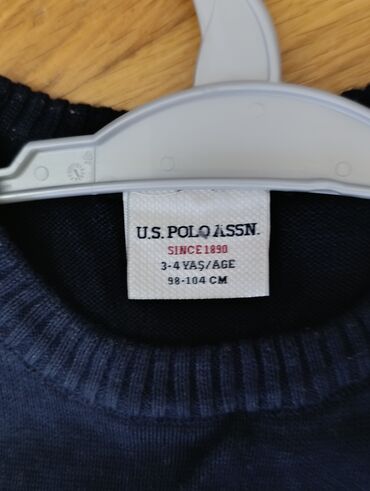 U.S. POLO ASSN.
SINCE 1890
3-4 YAŞ/AGE
98-104 CM